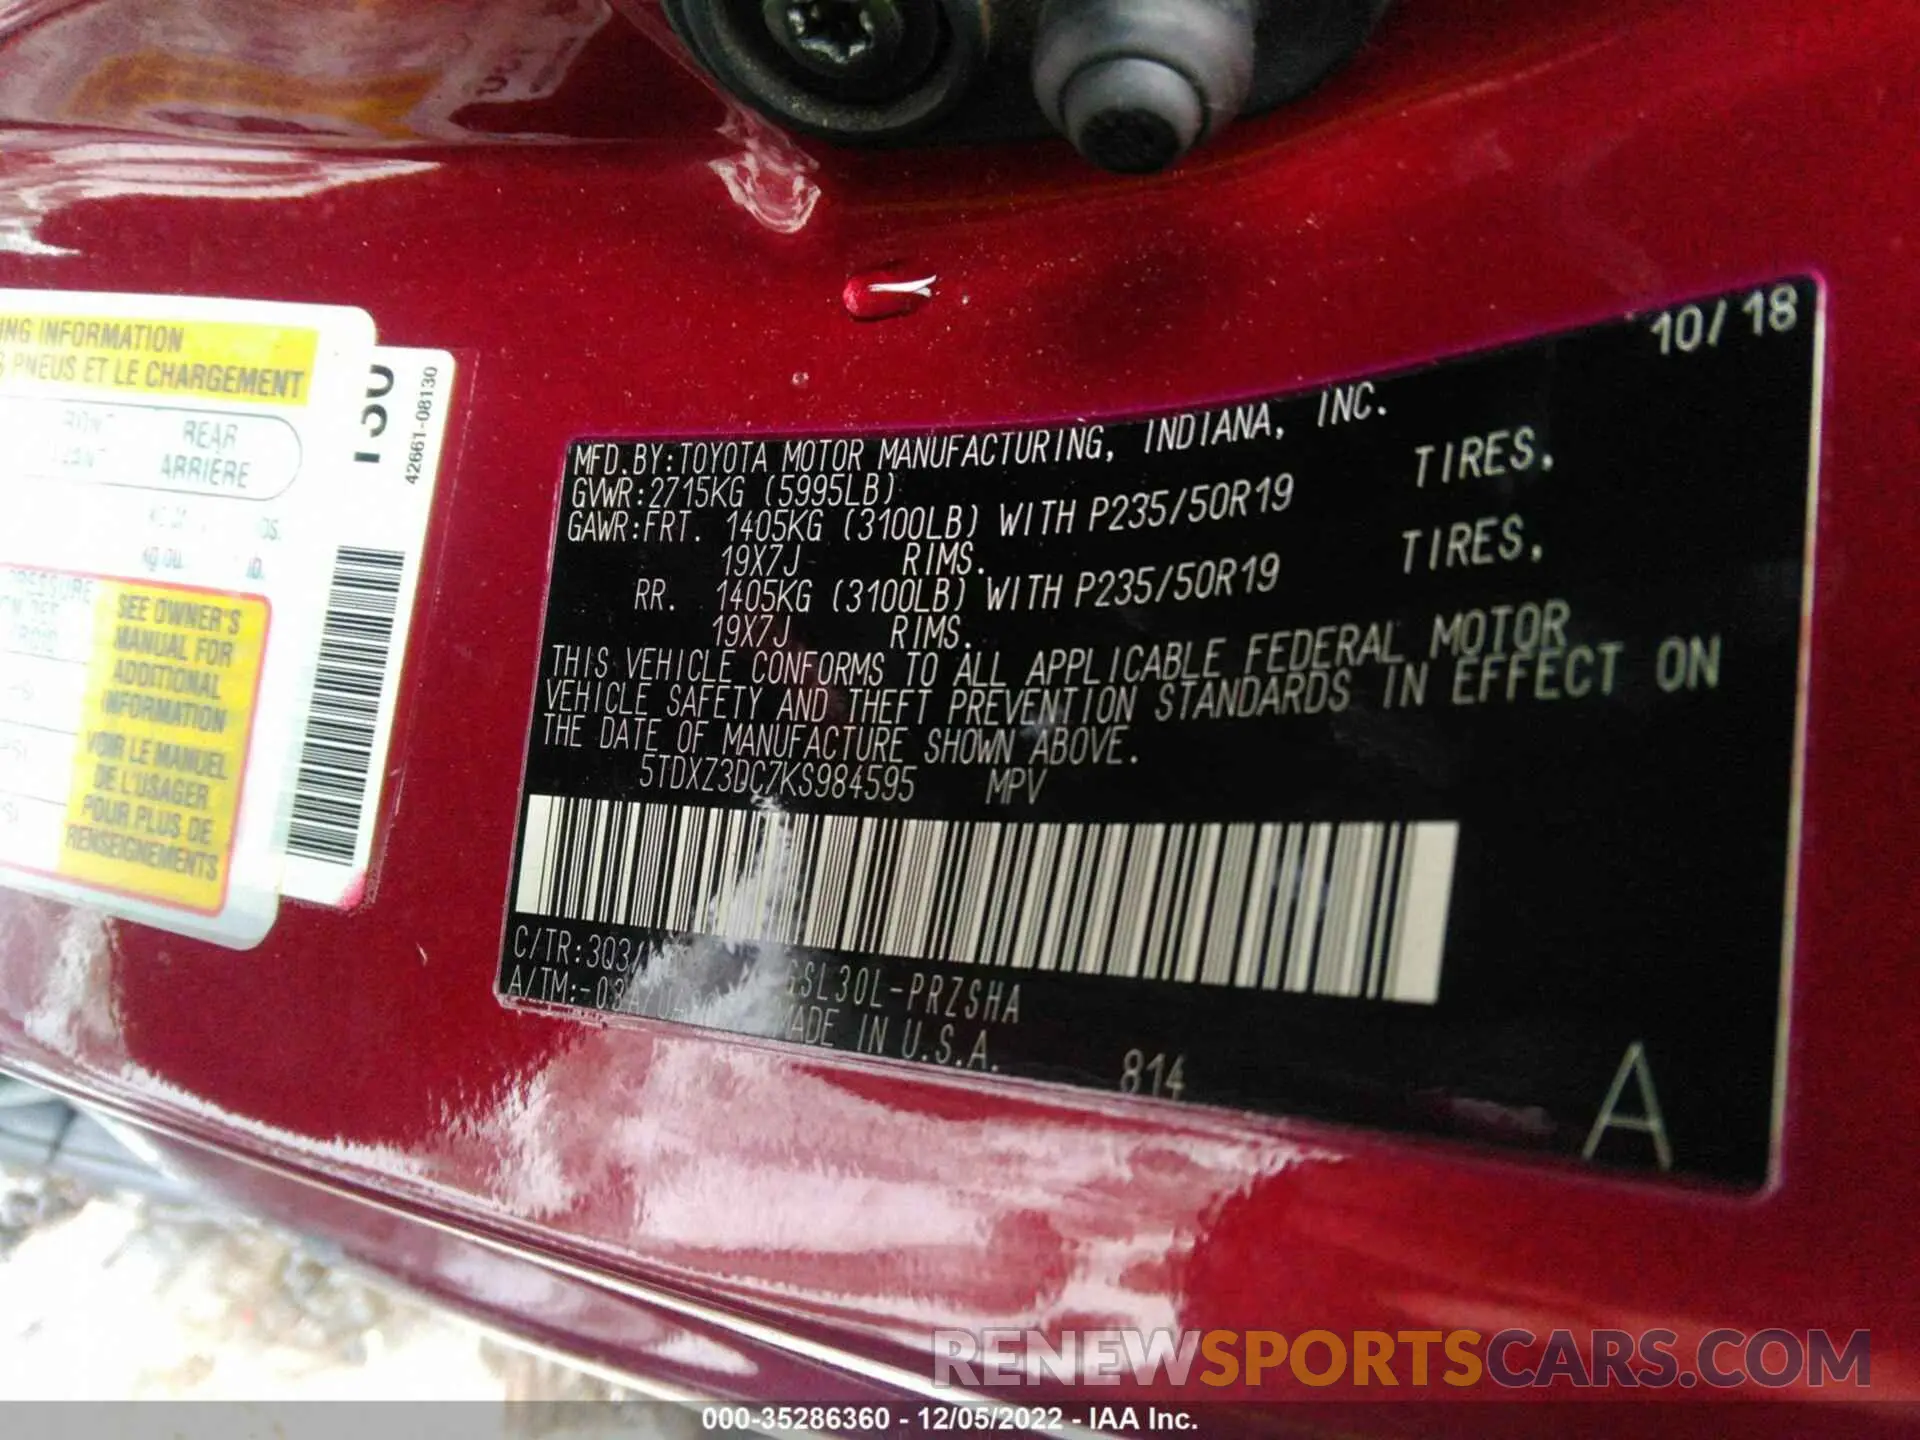 10/18
MFD.BY:TOYOTA MOTOR MANUFACTURING, INDIANA, INC.
GVWR:2715KG (5995LB)
GAWR:FRT. 1405KG (3100LB) WITH P235/50R19 TIRES,
19X7J RIMS.
RR. 1405KG (3100LB) WITH P235/50R19 TIRES,
19X7J RIMS.
THIS VEHICLE CONFORMS TO ALL APPLICABLE FEDERAL MOTOR
VEHICLE SAFETY AND THEFT PREVENTION STANDARDS IN EFFECT ON
THE DATE OF MANUFACTURE SHOWN ABOVE.
5TDXZ3DC7KS984595 MPV
C/TR:3Q3/ GSL30L-PRZSHA
A/TM:-03A/ MADE IN U.S.A.
814
A
INFORMATION
PNEUS ET LE CHARGEMENT
REAR
ARRIÈRE
PRESSURE
SEE OWNER'S
MANUAL FOR
ADDITIONAL
INFORMATION
VOIR LE MANUEL
DE L'USAGER
POUR PLUS DE
RENSEIGNEMENTS
42661-08130
RENEWSPORTSCARS.COM
000-35286360 - 12/05/2022 - IAA Inc.